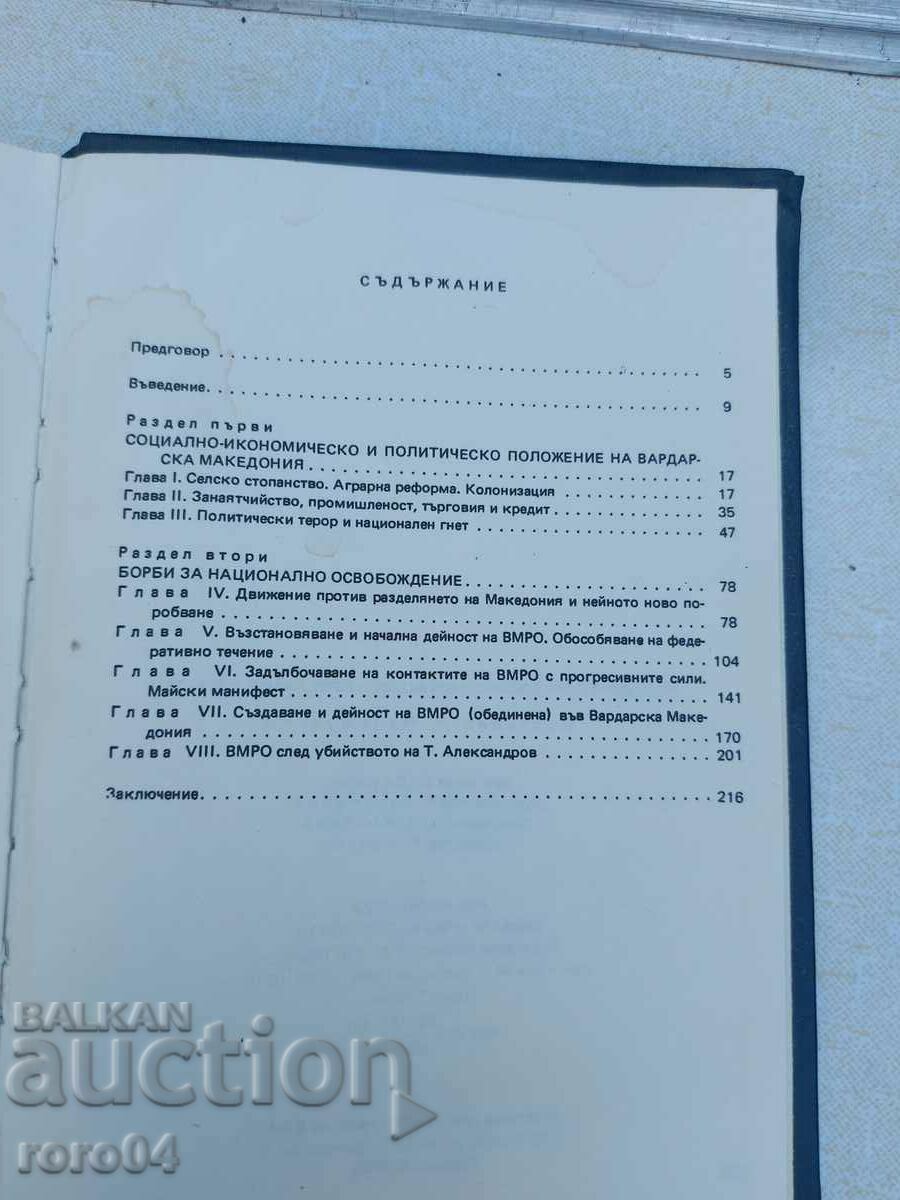 СЪДЪРЖАНИЕ
Предговор . . . . . . . . . . . . . . . . . . . . . . . . . . . . . . 5
Въведение. . . . . . . . . . . . . . . . . . . . . . . . . . . . . . 9
Раздел първи
СОЦИАЛНО-ИКОНОМИЧЕСКО И ПОЛИТИЧЕСКО ПОЛОЖЕНИЕ НА ВАРДАР-
СКА МАКЕДОНИЯ . . . . . . . . . . . . . . . . . . . . . . . . . 17
Глава I. Селско стопанство. Аграрна реформа. Колонизация . . . . . . . . . . 17
Глава II. Занаятчийство, промишленост, търговия и кредит . . . . . . . . . . 35
Глава III. Политически терор и национален гнет . . . . . . . . . . . . . . . 47
Раздел втори
БОРБИ ЗА НАЦИОНАЛНО ОСВОБОЖДЕНИЕ . . . . . . . . . . . . . . . 78
Глава IV. Движение против разделянето на Македония и нейното ново по-
робване . . . . . . . . . . . . . . . . . . . . . . . . . . . . . . 78
Глава V. Възстановяване и начална дейност на ВМРО. Обособяване на феде-
ративно течение . . . . . . . . . . . . . . . . . . . . . . . . . . 104
Глава VI. Задълбочаване на контактите на ВМРО с прогресивните сили.
Майски манифест . . . . . . . . . . . . . . . . . . . . . . . . . . 141
Глава VII. Създаване и дейност на ВМРО (обединена) във Вардарска Маке-
дония . . . . . . . . . . . . . . . . . . . . . . . . . . . . . . . 170
Глава VIII. ВМРО след убийството на Т. Александров . . . . . . . . . . . . 201
Заключение. . . . . . . . . . . . . . . . . . . . . . . . . . . . . 216
BALKAN
auction
roro04